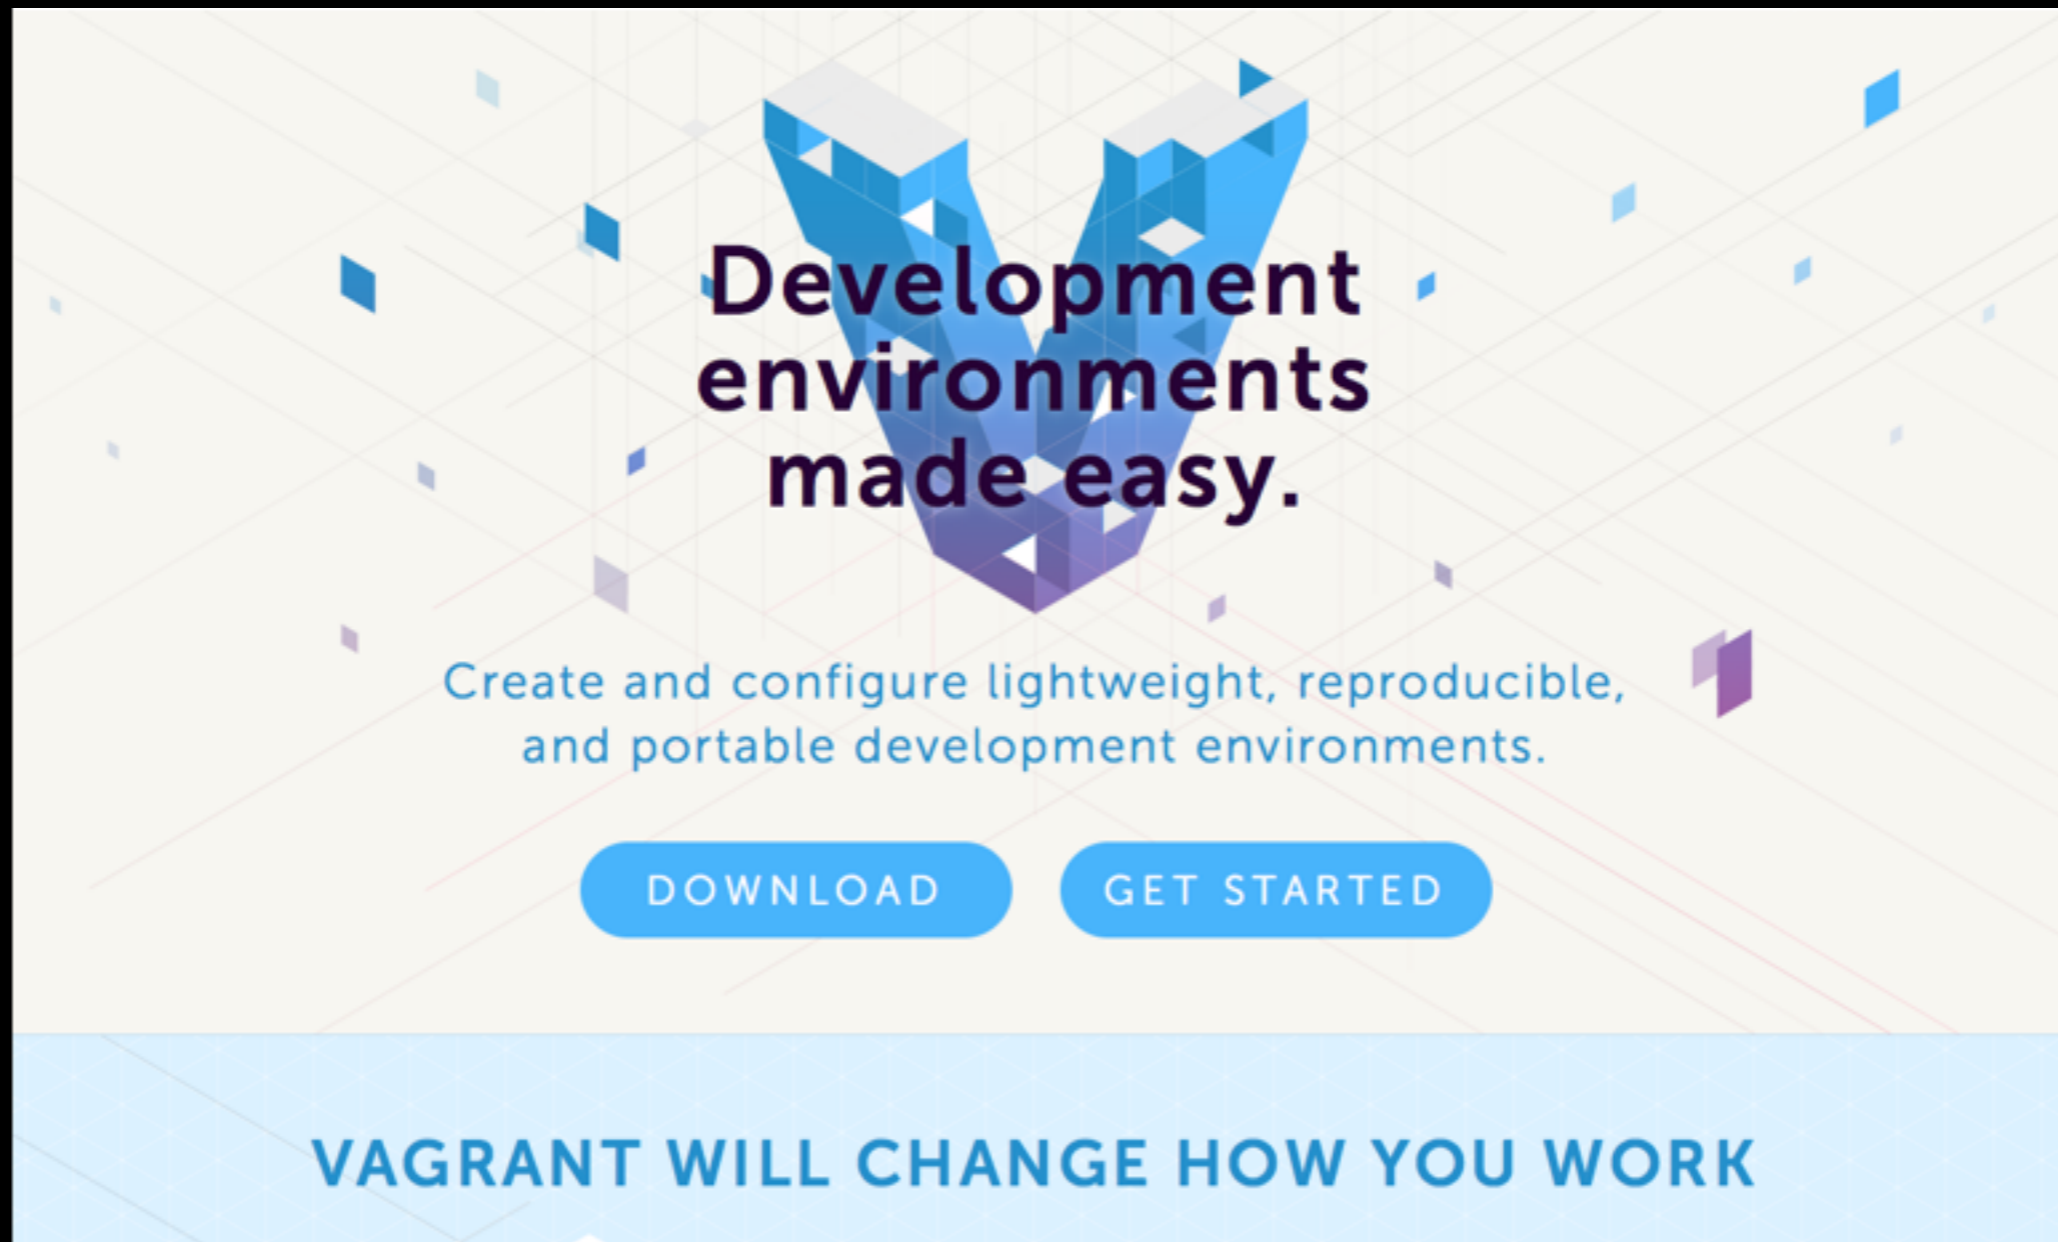 Development
environments
made easy.
Create and configure lightweight, reproducible,
and portable development environments.
DOWNLOAD
GET STARTED
VAGRANT WILL CHANGE HOW YOU WORK